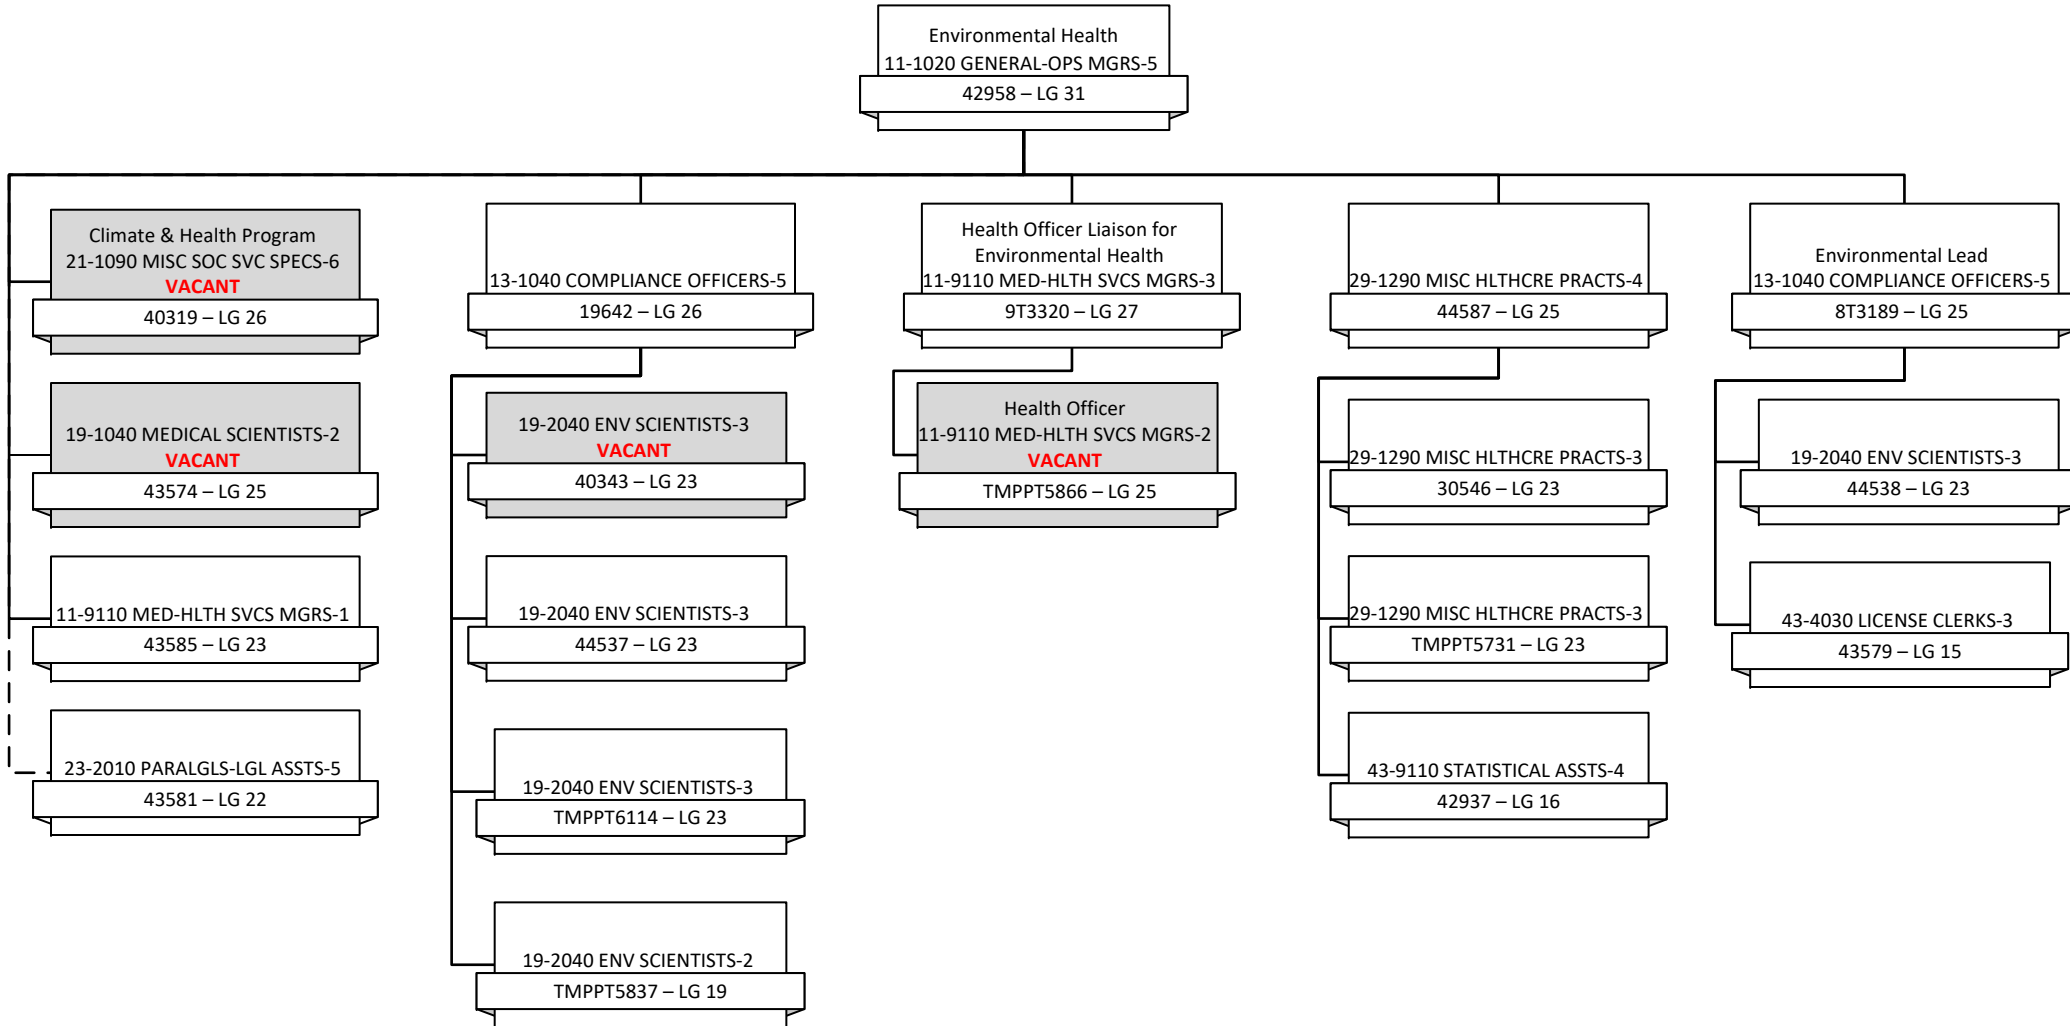 Environmental Health
11-1020 GENERAL-OPS MGRS-5
42958 – LG 31
Climate & Health Program
21-1090 MISC SOC SVC SPECS-6
VACANT
40319 – LG 26
19-1040 MEDICAL SCIENTISTS-2
VACANT
43574 – LG 25
11-9110 MED-HLTH SVCS MGRS-1
43585 – LG 23
23-2010 PARALGLS-LGL ASSTS-5
43581 – LG 22
13-1040 COMPLIANCE OFFICERS-5
19642 – LG 26
19-2040 ENV SCIENTISTS-3
VACANT
40343 – LG 23
19-2040 ENV SCIENTISTS-3
44537 – LG 23
19-2040 ENV SCIENTISTS-3
TMPPT6114 – LG 23
19-2040 ENV SCIENTISTS-2
TMPPT5837 – LG 19
Health Officer Liaison for
Environmental Health
11-9110 MED-HLTH SVCS MGRS-3
9T3320 – LG 27
Health Officer
11-9110 MED-HLTH SVCS MGRS-2
VACANT
TMPPT5866 – LG 25
29-1290 MISC HLTHCRE PRACTS-4
44587 – LG 25
29-1290 MISC HLTHCRE PRACTS-3
30546 – LG 23
29-1290 MISC HLTHCRE PRACTS-3
TMPPT5731 – LG 23
43-9110 STATISTICAL ASSTS-4
42937 – LG 16
Environmental Lead
13-1040 COMPLIANCE OFFICERS-5
8T3189 – LG 25
19-2040 ENV SCIENTISTS-3
44538 – LG 23
43-4030 LICENSE CLERKS-3
43579 – LG 15